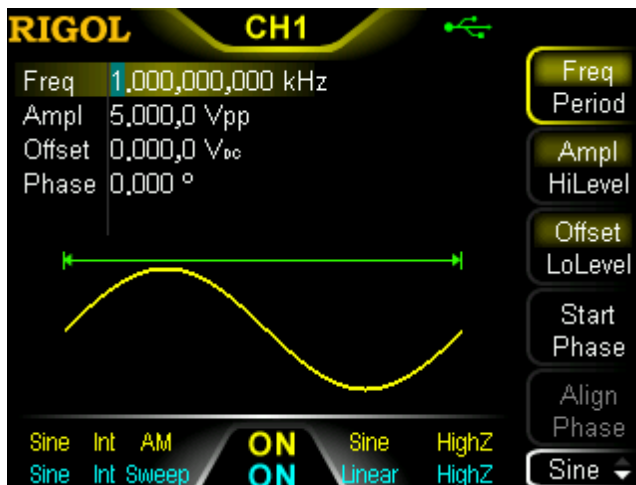 RIGOL CH1
Freq 1.000,000,000 kHz
Ampl 5.000,0 Vpp
Offset 0.000,0 VDC
Phase 0.000 °
Freq
Period
Ampl
HiLevel
Offset
LoLevel
Start
Phase
Align
Phase
Sine
Sine Int AM ON Sine HighZ
Sine Int Sweep ON Linear HighZ